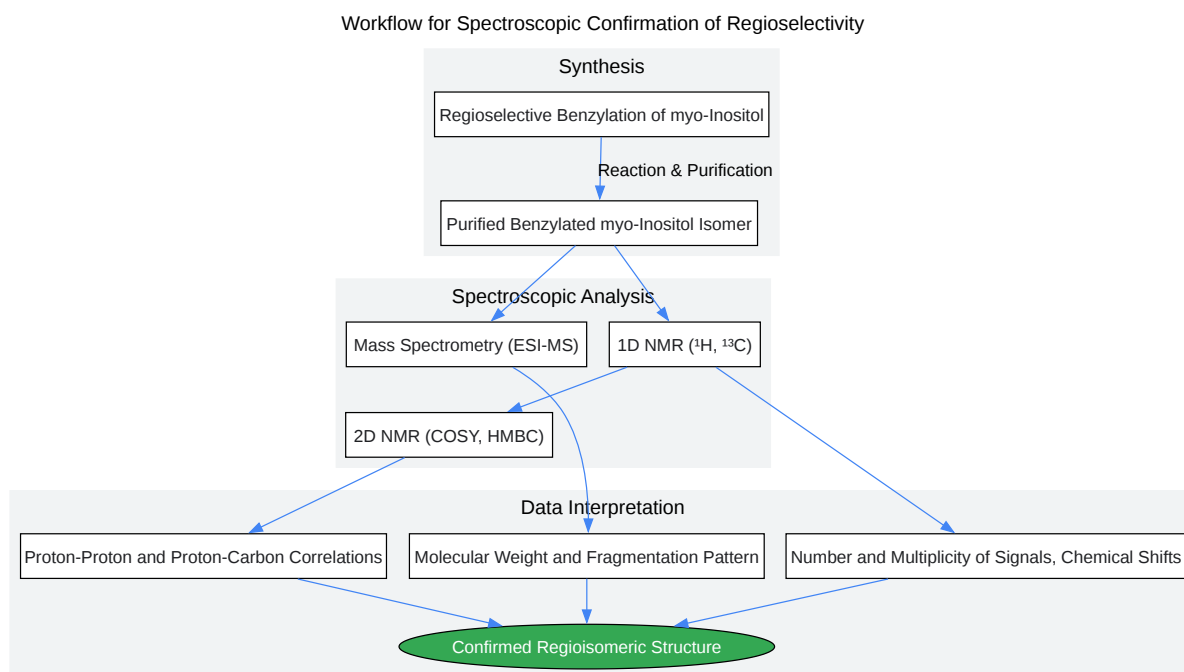 Workflow for Spectroscopic Confirmation of Regioselectivity
Synthesis
Regioselective Benzylation of myo-Inositol
Reaction & Purification
Purified Benzylated myo-Inositol Isomer
Spectroscopic Analysis
Mass Spectrometry (ESI-MS)
1D NMR (¹H, ¹³C)
2D NMR (COSY, HMBC)
Data Interpretation
Proton-Proton and Proton-Carbon Correlations
Molecular Weight and Fragmentation Pattern
Number and Multiplicity of Signals, Chemical Shifts
Confirmed Regioisomeric Structure